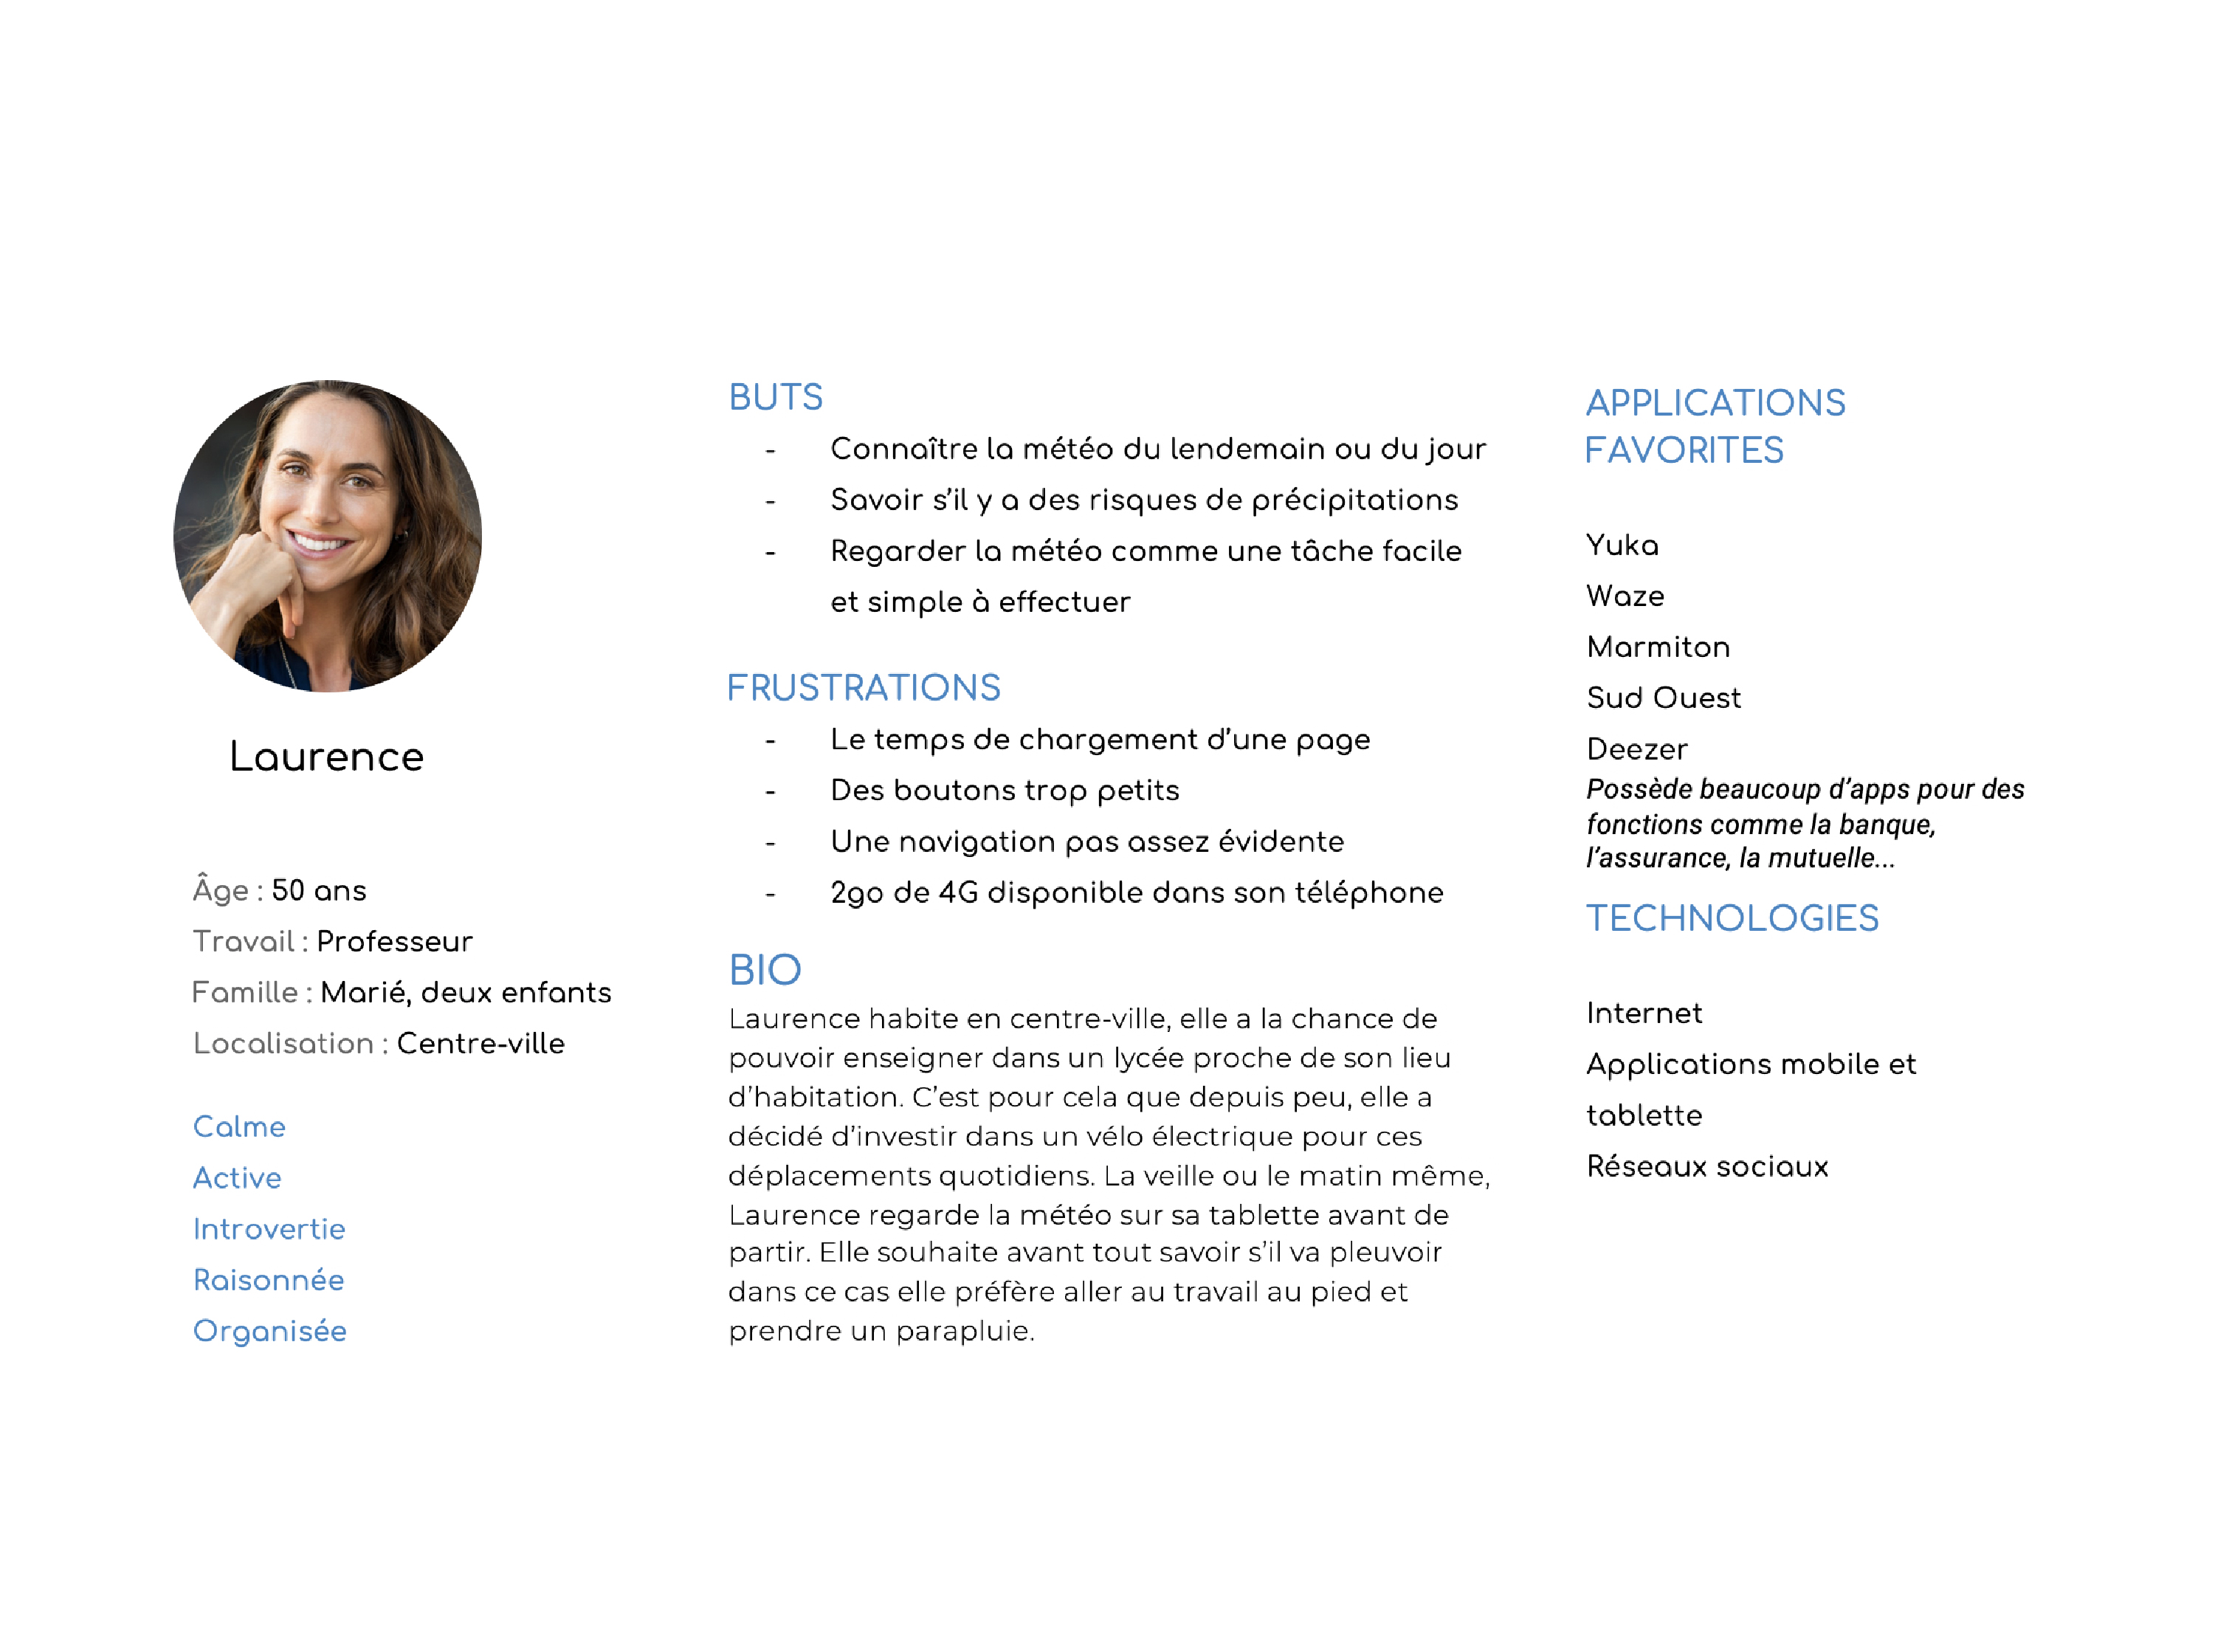 Laurence
Âge : 50 ans
Travail : Professeur
Famille : Marié, deux enfants
Localisation : Centre-ville
Calme
Active
Introvertie
Raisonnée
Organisée
BUTS
- Connaître la météo du lendemain ou du jour
- Savoir s’il y a des risques de précipitations
- Regarder la météo comme une tâche facile
et simple à effectuer
FRUSTRATIONS
- Le temps de chargement d’une page
- Des boutons trop petits
- Une navigation pas assez évidente
- 2go de 4G disponible dans son téléphone
BIO
Laurence habite en centre-ville, elle a la chance de
pouvoir enseigner dans un lycée proche de son lieu
d’habitation. C’est pour cela que depuis peu, elle a
décidé d’investir dans un vélo électrique pour ces
déplacements quotidiens. La veille ou le matin même,
Laurence regarde la météo sur sa tablette avant de
partir. Elle souhaite avant tout savoir s’il va pleuvoir
dans ce cas elle préfère aller au travail au pied et
prendre un parapluie.
APPLICATIONS
FAVORITES
Yuka
Waze
Marmiton
Sud Ouest
Deezer
Possède beaucoup d’apps pour des
fonctions comme la banque,
l’assurance, la mutuelle...
TECHNOLOGIES
Internet
Applications mobile et
tablette
Réseaux sociaux